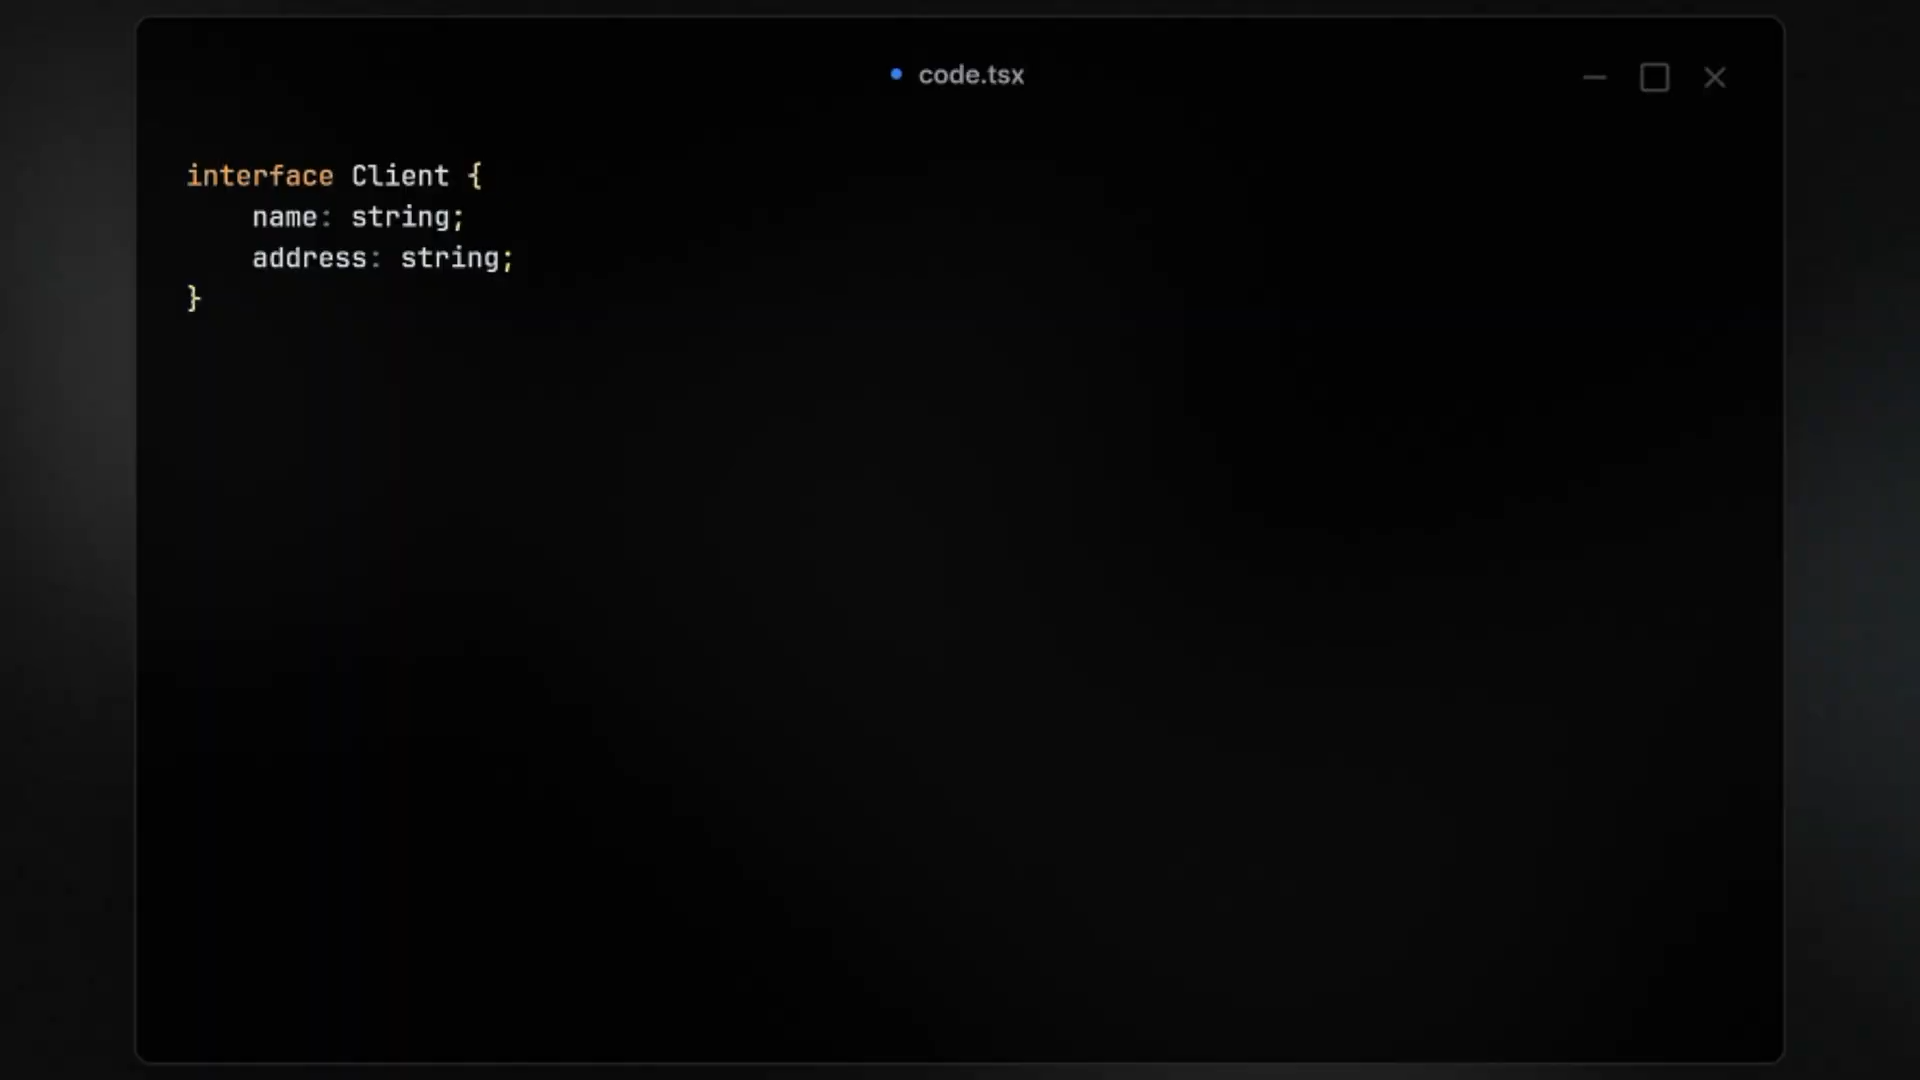 code.tsx
interface Client {
    name: string;
    address: string;
}